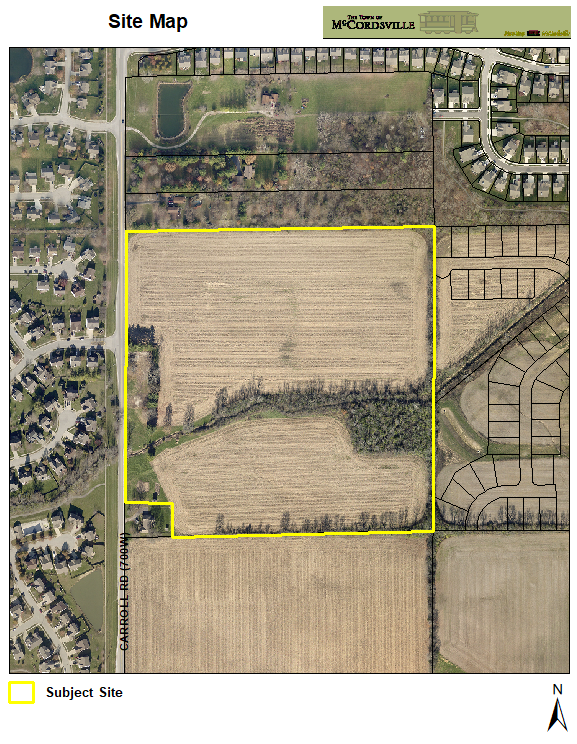 Site Map
THE TOWN OF
MCCORDSVILLE
CARROLL RD (700W)
Subject Site
N